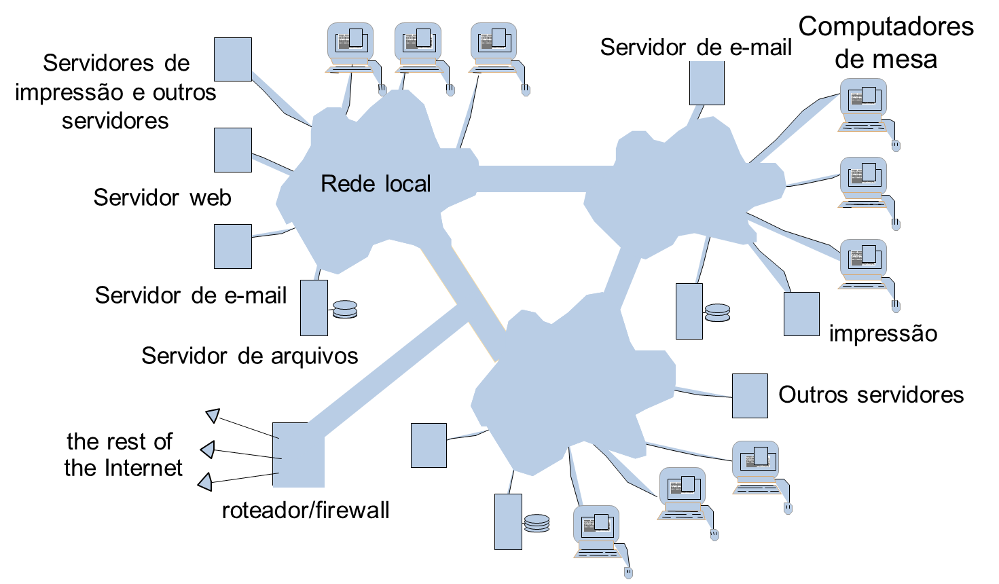 Servidores de
impressão e outros
servidores
Servidor web
Servidor de e-mail
Servidor de arquivos
Rede local
Servidor de e-mail
Computadores
de mesa
impressão
Outros servidores
the rest of
the Internet
roteador/firewall